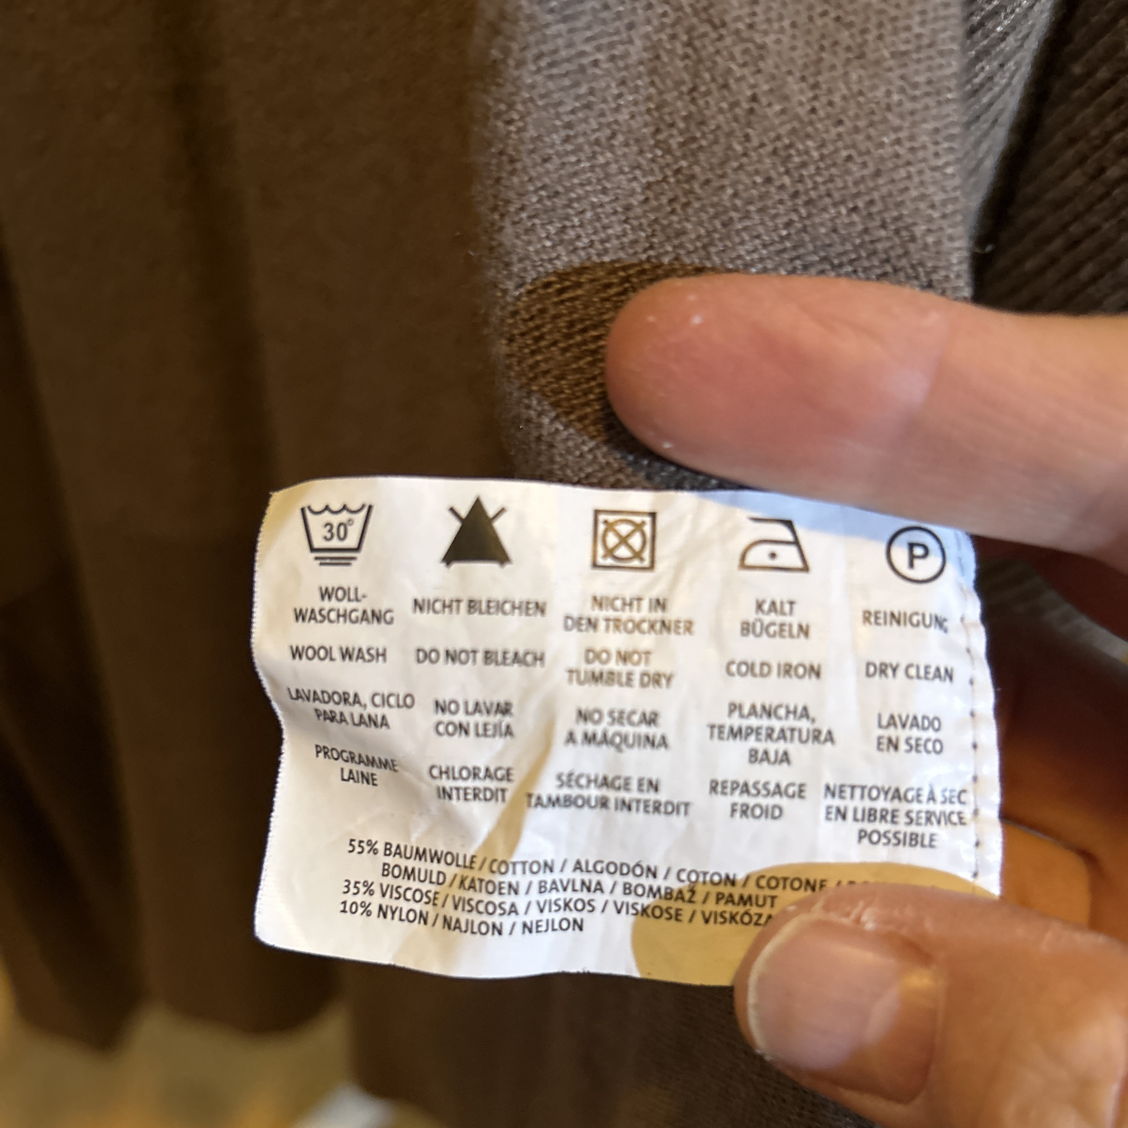 30°
P
WOLL-
WASCHGANG
NICHT BLEICHEN
NICHT IN
DEN TROCKNER
KALT
BÜGELN
REINIGUNG
WOOL WASH
DO NOT BLEACH
DO NOT
TUMBLE DRY
COLD IRON
DRY CLEAN
LAVADORA, CICLO
PARA LANA
NO LAVAR
CON LEJÍA
NO SECAR
A MÁQUINA
PLANCHA,
TEMPERATURA
BAJA
LAVADO
EN SECO
PROGRAMME
LAINE
CHLORAGE
INTERDIT
SÉCHAGE EN
TAMBOUR INTERDIT
REPASSAGE
FROID
NETTOYAGE À SEC
EN LIBRE SERVICE
POSSIBLE
55% BAUMWOLLE / COTTON / ALGODÓN / COTON / COTONE /
BOMULD / KATOEN / BAVLNA / BOMBAŽ / PAMUT
35% VISCOSE / VISCOSA / VISKOS / VISKOSE / VISKÓZA
10% NYLON / NAJLON / NEJLON